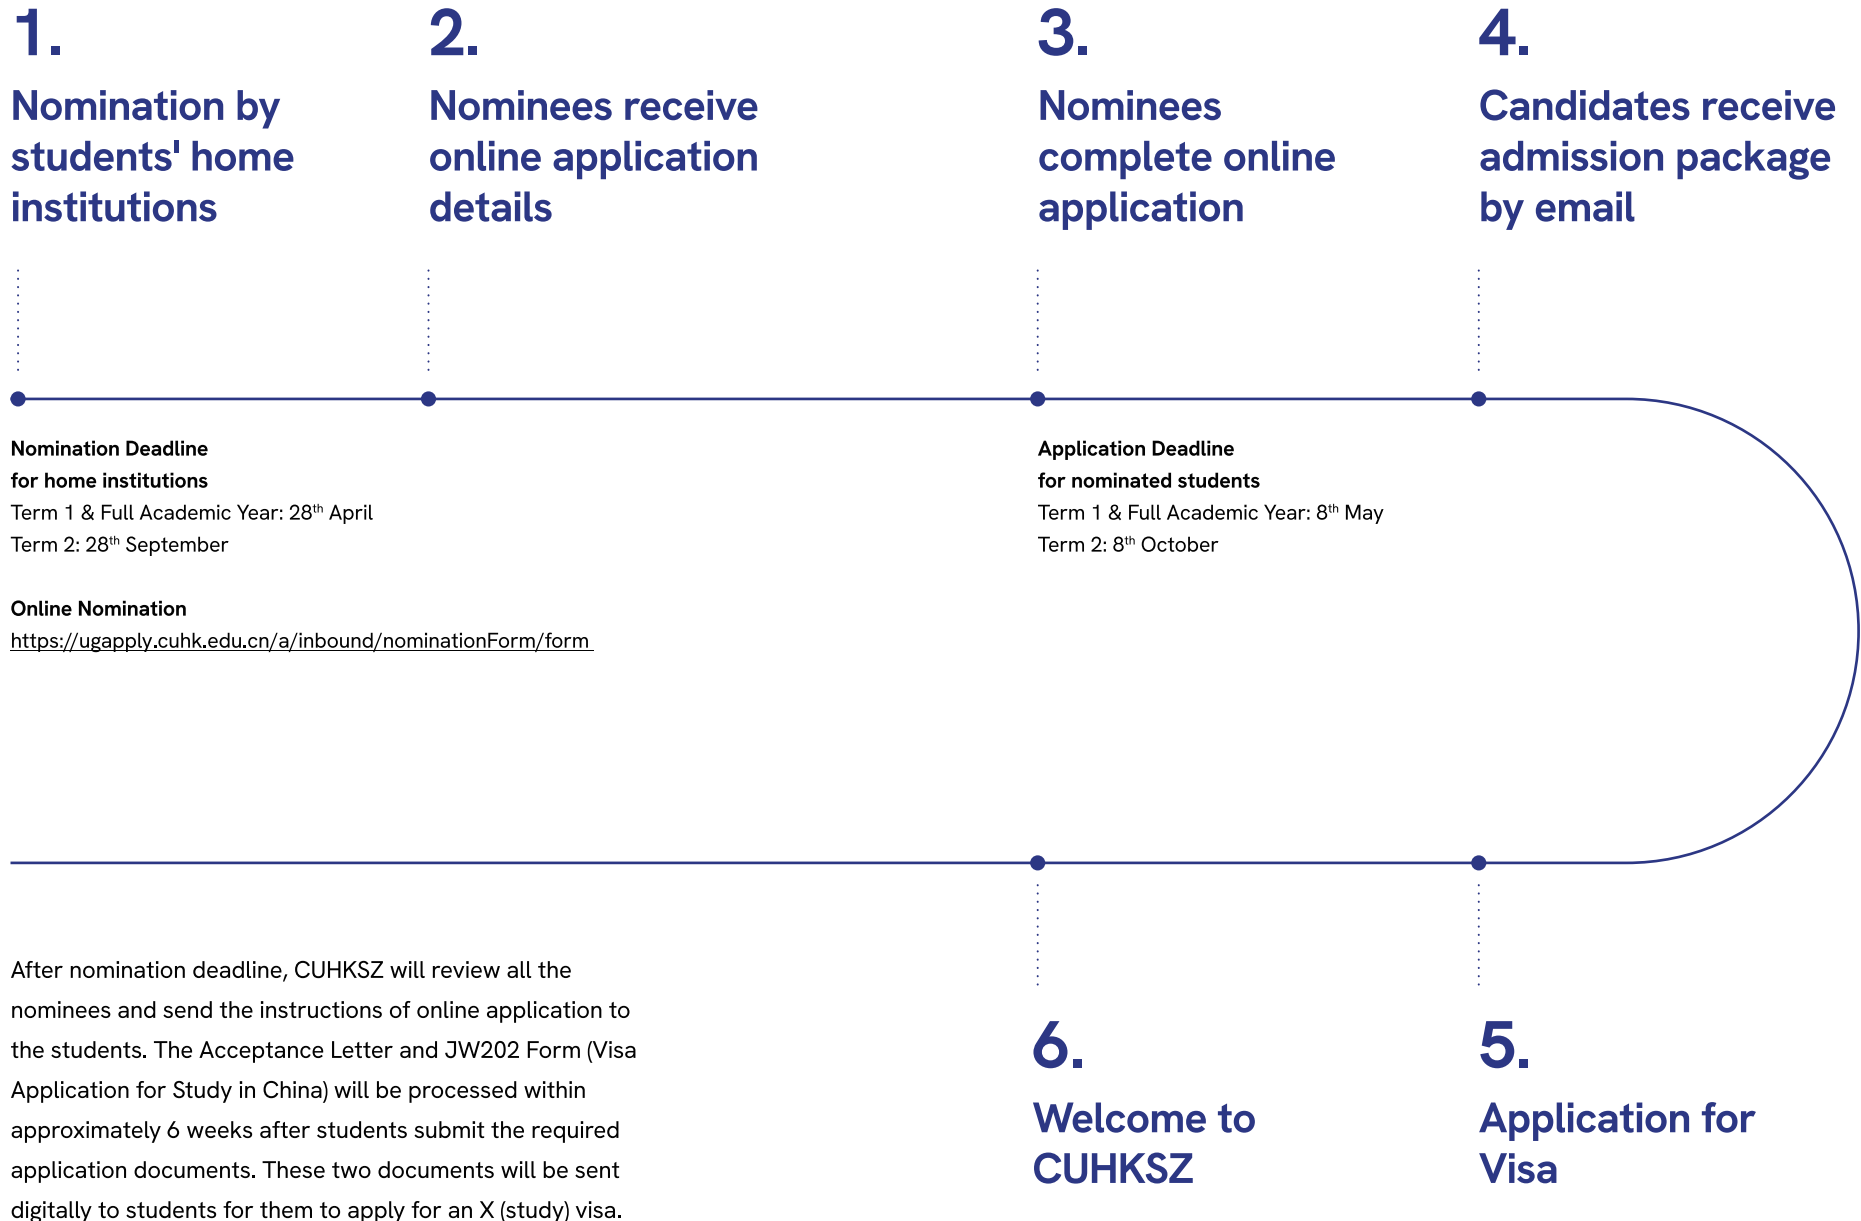 1.
Nomination by
students' home
institutions
2.
Nominees receive
online application
details
3.
Nominees
complete online
application
4.
Candidates receive
admission package
by email
Nomination Deadline
for home institutions
Term 1 & Full Academic Year: 28th April
Term 2: 28th September
Online Nomination
https://ugapply.cuhk.edu.cn/a/inbound/nominationForm/form
Application Deadline
for nominated students
Term 1 & Full Academic Year: 8th May
Term 2: 8th October
After nomination deadline, CUHKSZ will review all the
nominees and send the instructions of online application to
the students. The Acceptance Letter and JW202 Form (Visa
Application for Study in China) will be processed within
approximately 6 weeks after students submit the required
application documents. These two documents will be sent
digitally to students for them to apply for an X (study) visa.
5.
Application for
Visa
6.
Welcome to
CUHKSZ